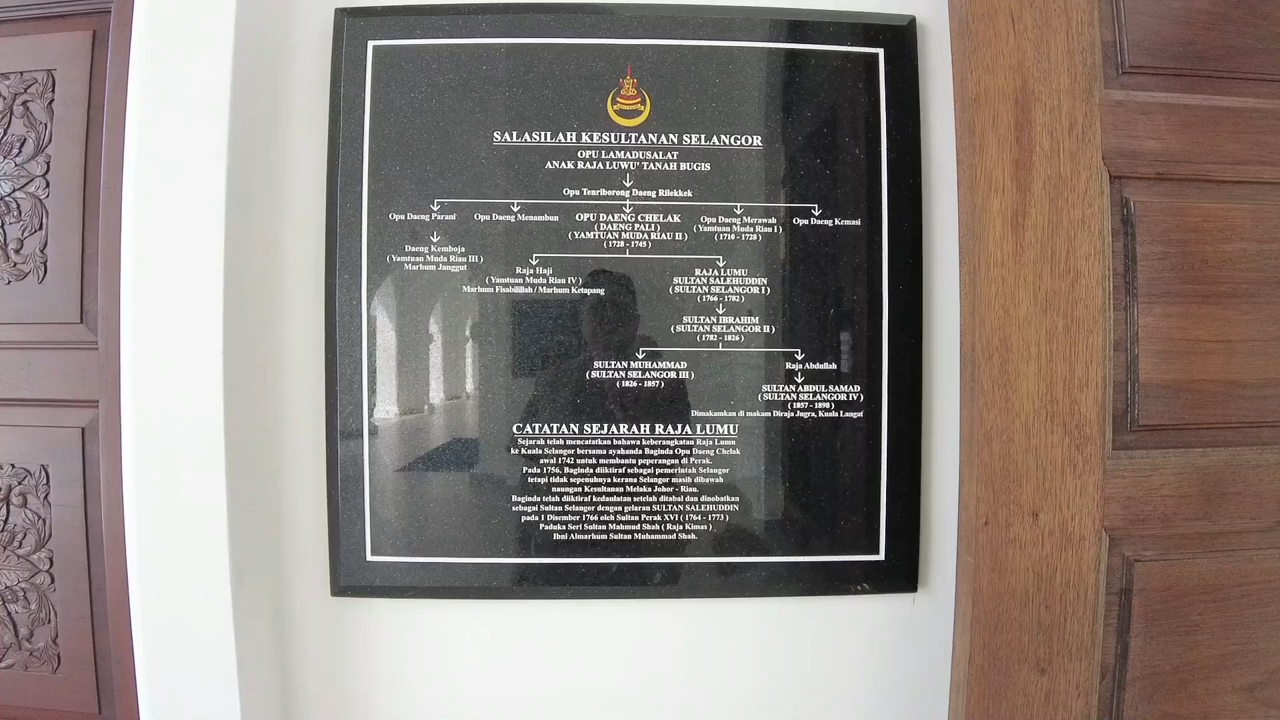 SALASILAH KESULTANAN SELANGOR
OPU LAMADUSALAT
ANAK RAJA LUWU' TANAH BUGIS
Opu Tenriborong Daeng Rilekkek
Opu Daeng Parani
Opu Daeng Menambun
OPU DAENG CHELAK
( DAENG PALI )
( YAMTUAN MUDA RIAU II )
( 1728 - 1745 )
Opu Daeng Merawah
( Yamtuan Muda Riau I )
( 1710 - 1728 )
Opu Daeng Kemasi
Daeng Kemboja
( Yamtuan Muda Riau III )
Marhum Janggut
Raja Haji
( Yamtuan Muda Riau IV )
Marhum Fisabilillah / Marhum Ketapang
RAJA LUMU
SULTAN SALEHUDDIN
( SULTAN SELANGOR I )
( 1766 - 1782 )
SULTAN IBRAHIM
( SULTAN SELANGOR II )
( 1782 - 1826 )
SULTAN MUHAMMAD
( SULTAN SELANGOR III )
( 1826 - 1857 )
Raja Abdullah
SULTAN ABDUL SAMAD
( SULTAN SELANGOR IV )
( 1857 - 1898 )
Dimakamkan di makam Diraja Jugra, Kuala Langat
CATATAN SEJARAH RAJA LUMU
Sejarah telah mencatatkan bahawa keberangkatan Raja Lumu
ke Kuala Selangor bersama ayahanda Baginda Opu Daeng Chelak
awal 1742 untuk membantu peperangan di Perak.
Pada 1756, Baginda diiktiraf sebagai pemerintah Selangor
tetapi tidak sepenuhnya kerana Selangor masih dibawah
naungan Kesultanan Melaka Johor - Riau.
Baginda telah diiktiraf kedaulatan setelah ditabal dan dinobatkan
sebagai Sultan Selangor dengan gelaran SULTAN SALEHUDDIN
pada 1 Disember 1766 oleh Sultan Perak XVI ( 1764 - 1773 )
Paduka Seri Sultan Mahmud Shah ( Raja Kimas )
Ibni Almarhum Sultan Muhammad Shah.